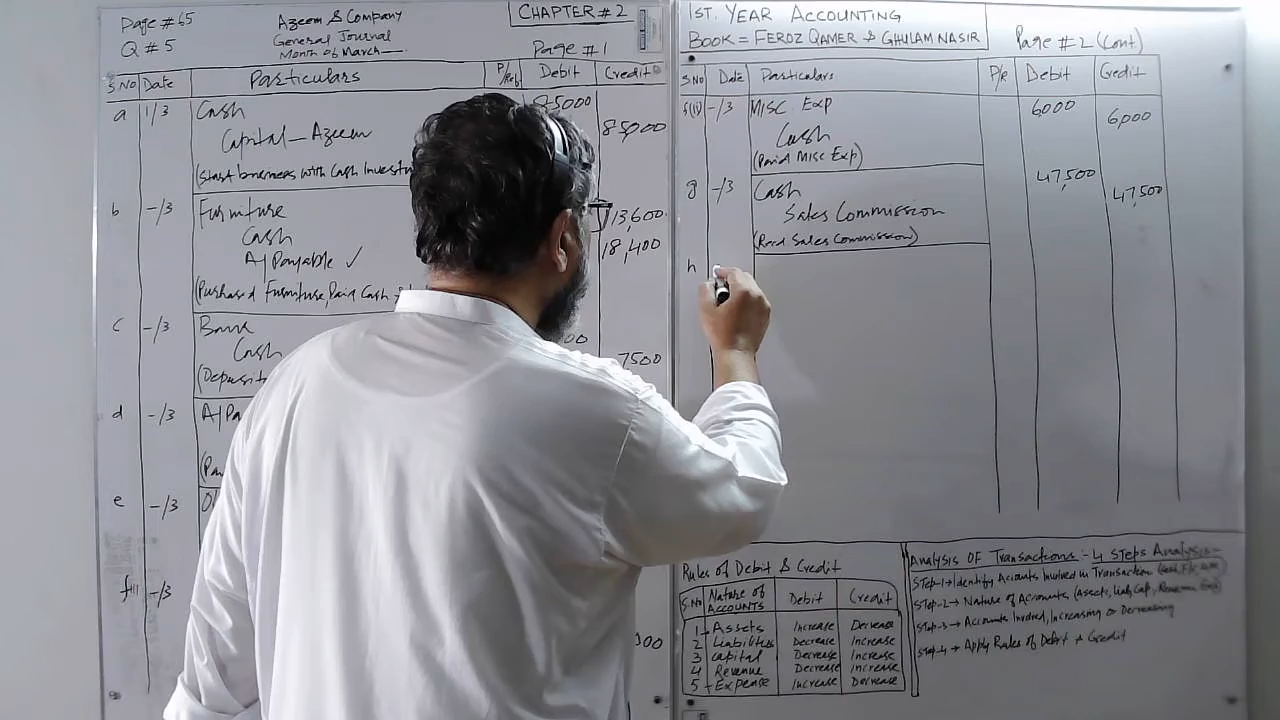 Page #65
Q #5
Azeem & Company
General Journal
Month of March
Page #1
CHAPTER #2
S.No Date Particulars P/Ref Debit Credit
a 1/3 Cash 85000
Capital - Azeem 85,000
(Start business with Cash
b -/3 Furniture
Cash 13,600
A/Payable ✓ 18,400
(Purchased Furniture Paid Cash
c -/3 Bank
Cash 7500
d -/3
e -/3
-/3
1ST. YEAR ACCOUNTING
BOOK = FEROZ QAMER & GHULAM NASIR
Page #2 (Cont)
S.No Date Particulars P/R Debit Credit
-/3 MISC. Exp 6000
Cash 6,000
(Paid Misc Exp)
g -/3 Cash 47,500
Sales Commission 47,500
(Recd Sales Commission)
h
Rules of Debit & Credit
S.No Nature of ACCOUNTS Debit Credit
1 - Assets Increase Decrease
2 Liabilities Decrease Increase
3 Capital Decrease Increase
4 Revenue Decrease Increase
5 - Expense Increase Decrease
Analysis OF Transactions - 4 STEPS Analysis -
STEP-1 → Identify Accounts Involved in Transaction
STEP-2 → Nature of Accounts (Assets, Liab, Cap, Revenue Exp)
STEP-3 → Accounts Involved, Increasing or Decreasing
STEP-4 → Apply Rules of Debit & Credit